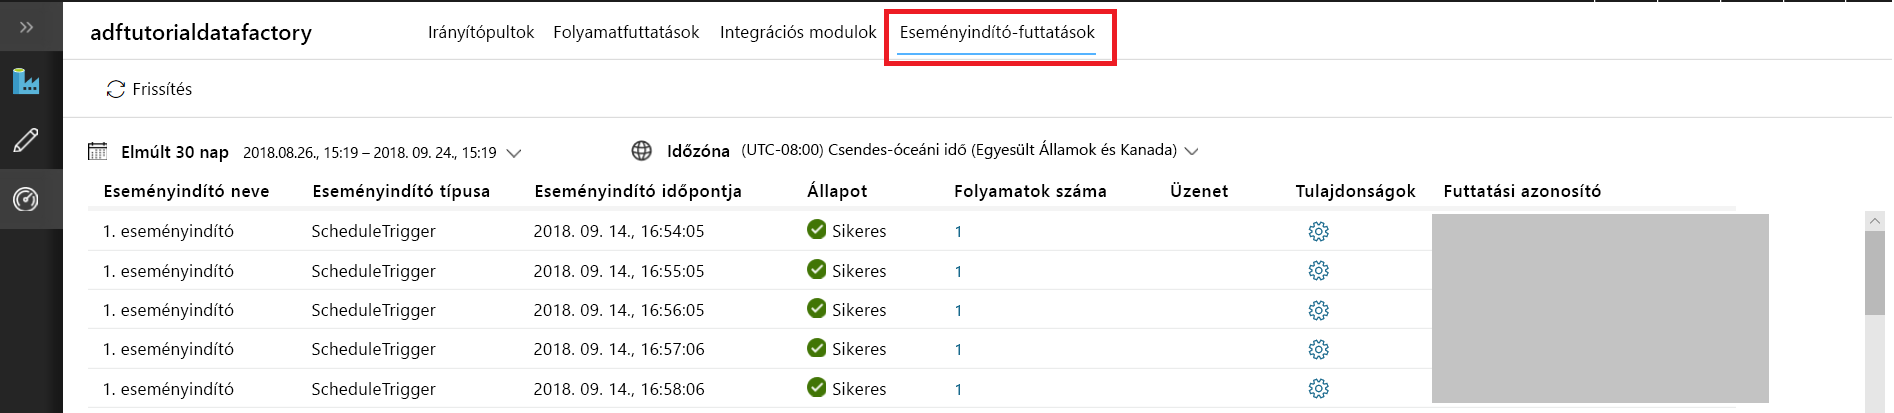 adftutorialdatafactory Irányítópultok Folyamatfuttatások Integrációs modulok Eseményindító-futtatások
Frissítés
Elmúlt 30 nap 2018.08.26., 15:19 – 2018. 09. 24., 15:19 Időzóna (UTC-08:00) Csendes-óceáni idő (Egyesült Államok és Kanada)
Eseményindító neve Eseményindító típusa Eseményindító időpontja Állapot Folyamatok száma Üzenet Tulajdonságok Futtatási azonosító
1. eseményindító ScheduleTrigger 2018. 09. 14., 16:54:05 Sikeres 1
1. eseményindító ScheduleTrigger 2018. 09. 14., 16:55:05 Sikeres 1
1. eseményindító ScheduleTrigger 2018. 09. 14., 16:56:05 Sikeres 1
1. eseményindító ScheduleTrigger 2018. 09. 14., 16:57:06 Sikeres 1
1. eseményindító ScheduleTrigger 2018. 09. 14., 16:58:06 Sikeres 1